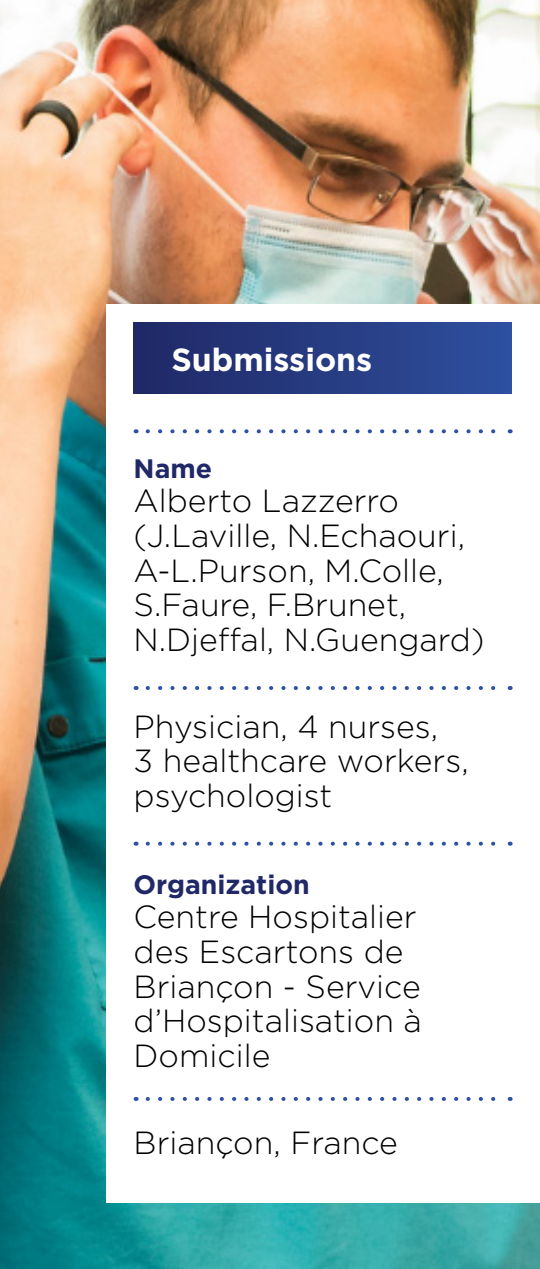 Submissions
Name
Alberto Lazzerro
(J.Laville, N.Echaouri,
A-L.Purson, M.Colle,
S.Faure, F.Brunet,
N.Djeffal, N.Guengard)
Physician, 4 nurses,
3 healthcare workers,
psychologist
Organization
Centre Hospitalier
des Escartons de
Briançon - Service
d’Hospitalisation à
Domicile
Briançon, France